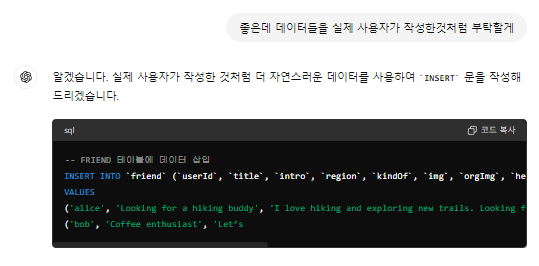 좋은데 데이터들을 실제 사용자가 작성한것처럼 부탁할게
알겠습니다. 실제 사용자가 작성한 것처럼 더 자연스러운 데이터를 사용하여 `INSERT` 문을 작성해
드리겠습니다.
sql 코드 복사
-- FRIEND 테이블에 데이터 삽입
INSERT INTO `friend` (`userId`, `title`, `intro`, `region`, `kindOf`, `img`, `orgImg`, `he
VALUES
('alice', 'Looking for a hiking buddy', 'I love hiking and exploring new trails. Looking f
('bob', 'Coffee enthusiast', 'Let’s